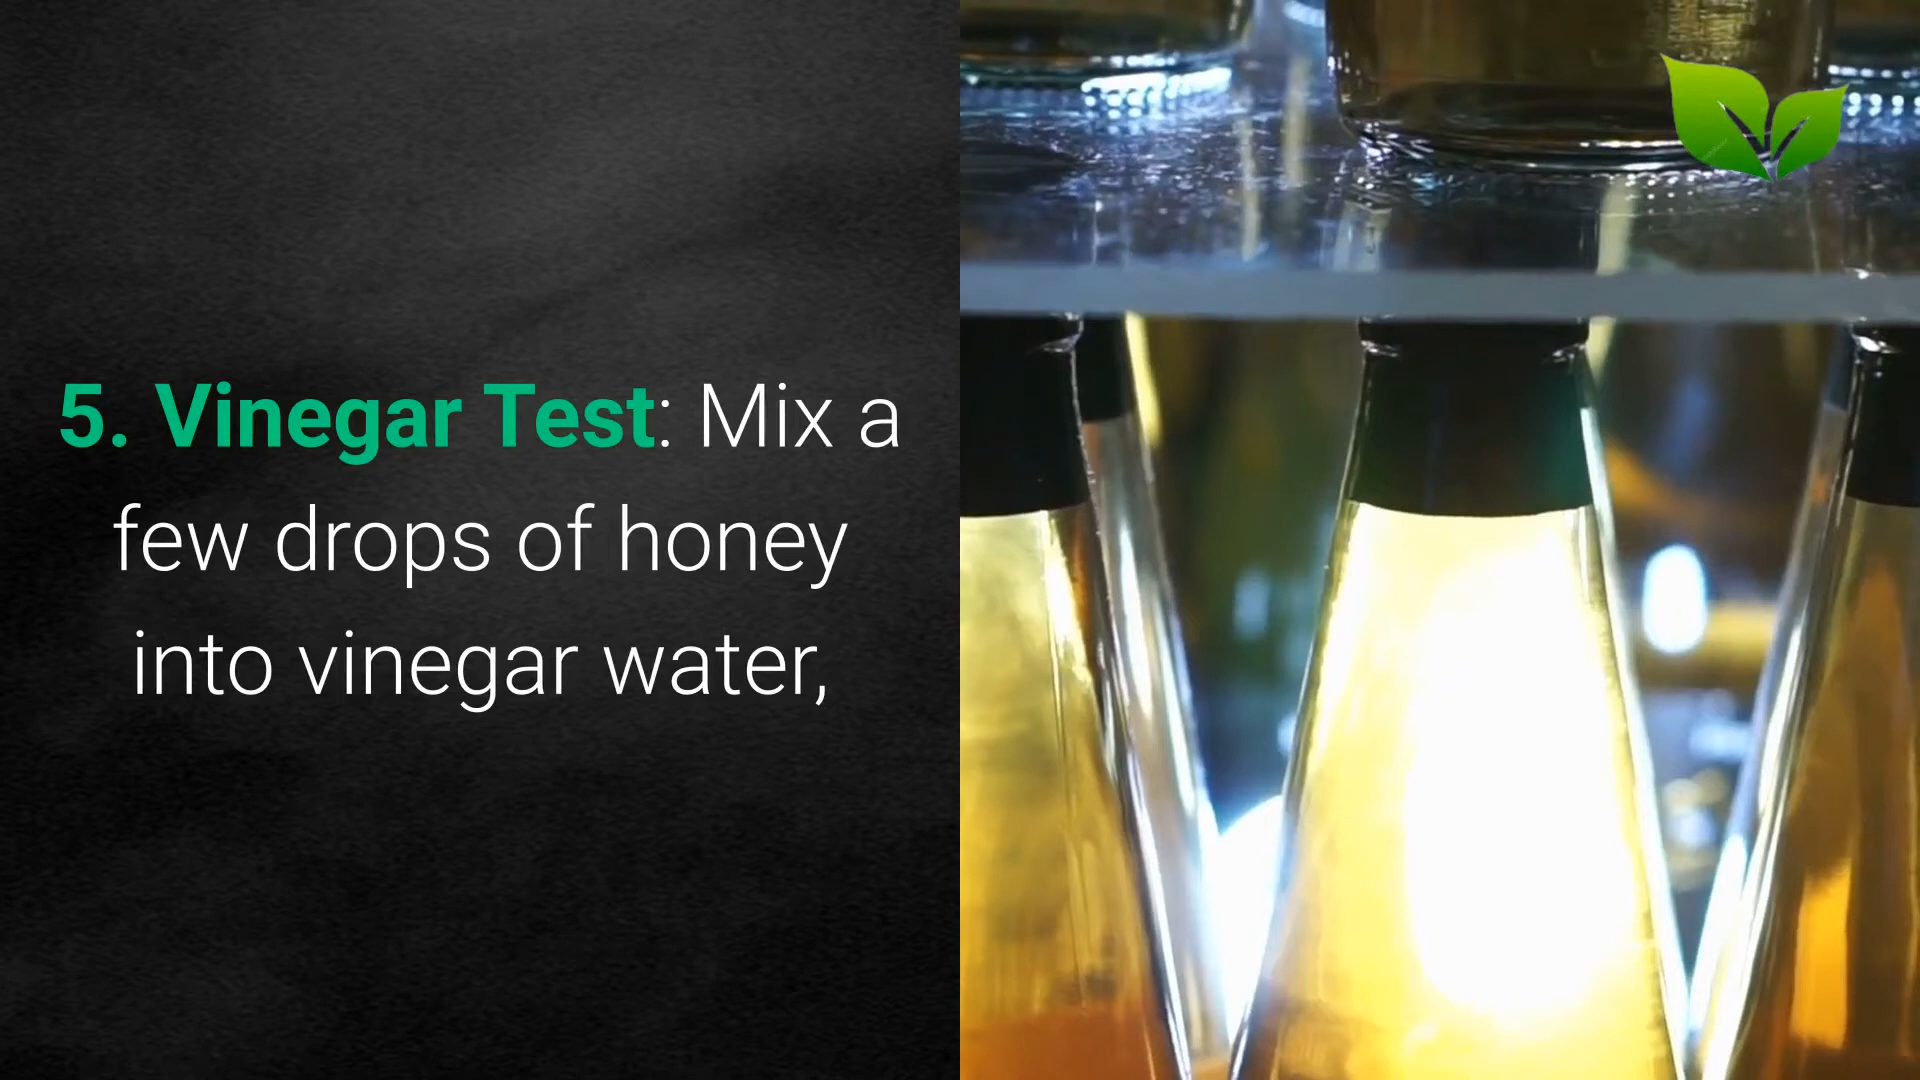 5. Vinegar Test: Mix a
few drops of honey
into vinegar water,